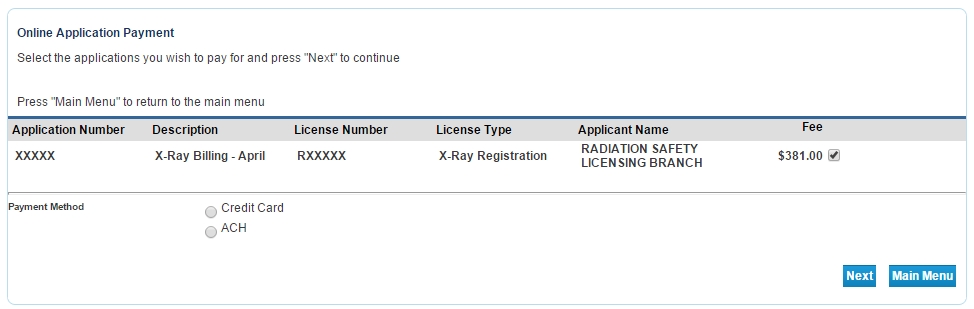 Online Application Payment
Select the applications you wish to pay for and press "Next" to continue
Press "Main Menu" to return to the main menu
Application Number Description License Number License Type Applicant Name Fee
XXXXX X-Ray Billing - April RXXXXX X-Ray Registration RADIATION SAFETY LICENSING BRANCH $381.00
Payment Method Credit Card
ACH
Next Main Menu